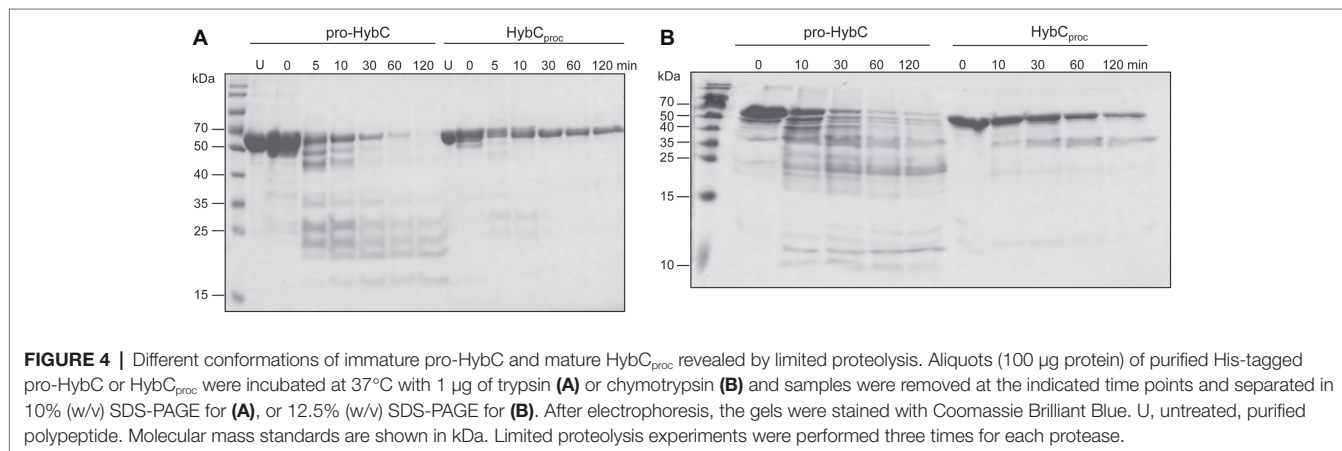 A
pro-HybC HybCproc
U 0 5 10 30 60 120 U 0 5 10 30 60 120 min
kDa
70
50
40
35
25
15
B
pro-HybC HybCproc
0 10 30 60 120 0 10 30 60 120 min
kDa
70
50
40
35
25
15
10
FIGURE 4 | Different conformations of immature pro-HybC and mature HybCproc revealed by limited proteolysis. Aliquots (100 μg protein) of purified His-tagged
pro-HybC or HybCproc were incubated at 37°C with 1 μg of trypsin (A) or chymotrypsin (B) and samples were removed at the indicated time points and separated in
10% (w/v) SDS-PAGE for (A), or 12.5% (w/v) SDS-PAGE for (B). After electrophoresis, the gels were stained with Coomassie Brilliant Blue. U, untreated, purified
polypeptide. Molecular mass standards are shown in kDa. Limited proteolysis experiments were performed three times for each protease.